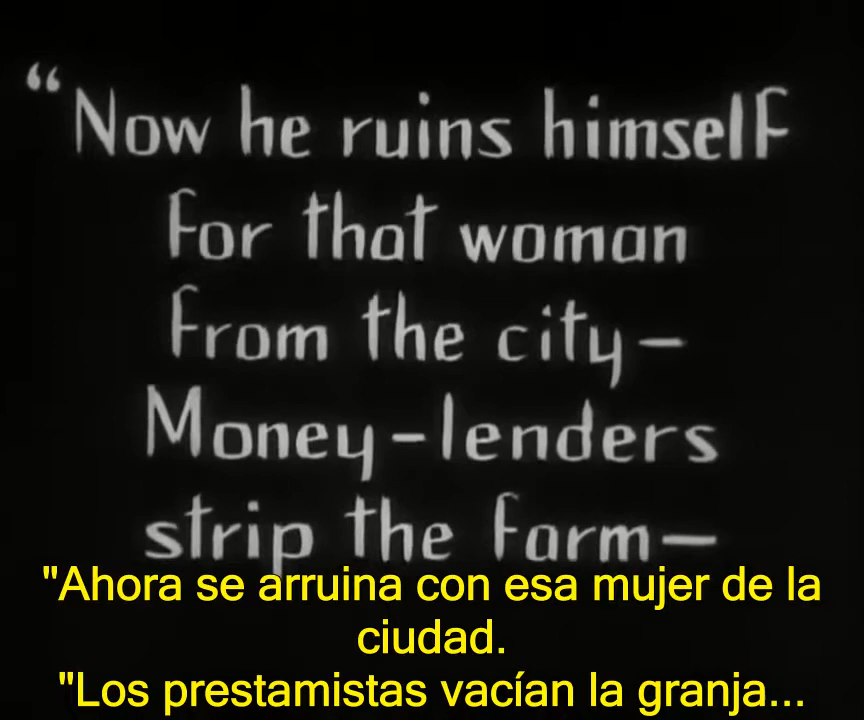 “Now he ruins himself
for that woman
from the city—
Money-lenders
strip the farm—
"Ahora se arruina con esa mujer de la
ciudad.
"Los prestamistas vacían la granja...